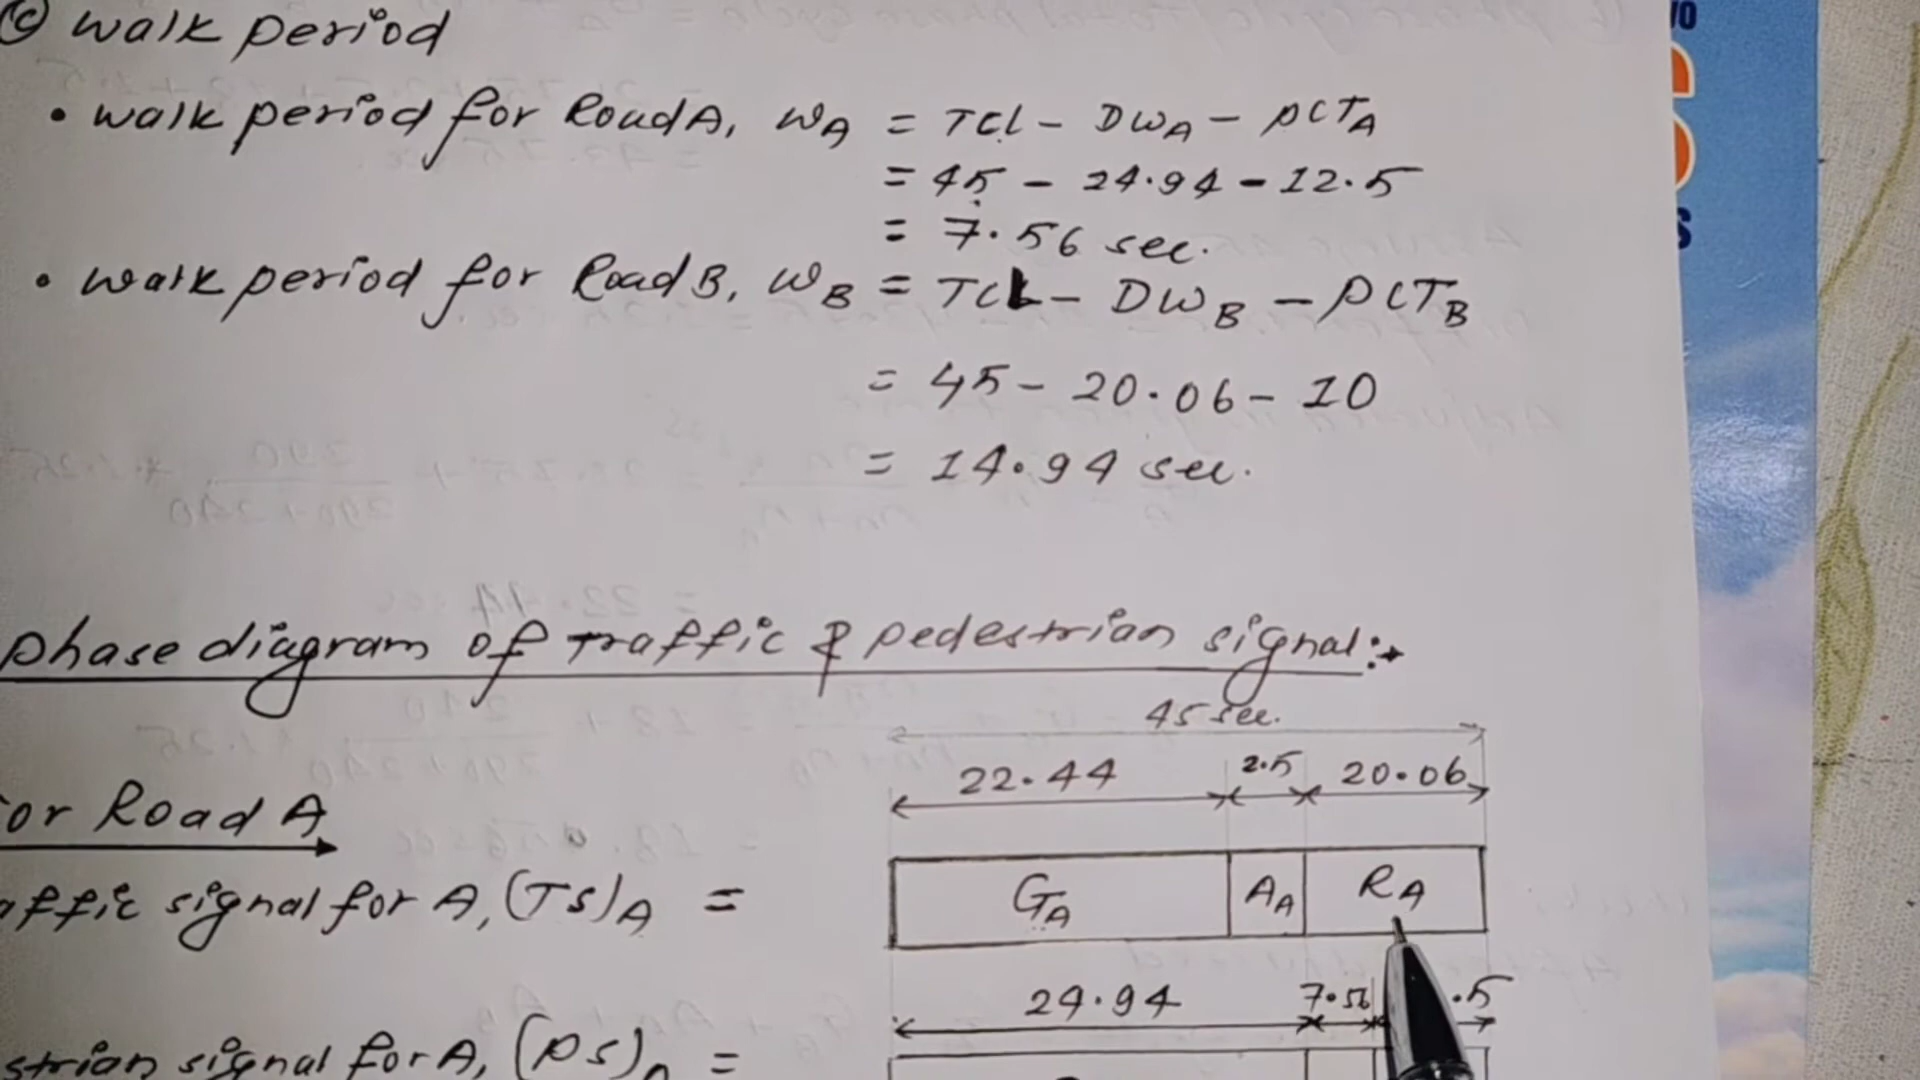 © walk period
• walk period for Road A, WA = TCL - DWA - PCTA
= 45 - 24.94 - 12.5
= 7.56 sec.
• walk period for Road B, WB = TCL - DWB - PCTB
= 45 - 20.06 - 10
= 14.94 sec.
phase diagram of Traffic & pedestrian signal:-
45 sec.
22.44 2.5 20.06
or Road A
affic signal for A, (TS)A = GA AA RA
24.94 7.56 .5
strian signal for A, (PS)A =